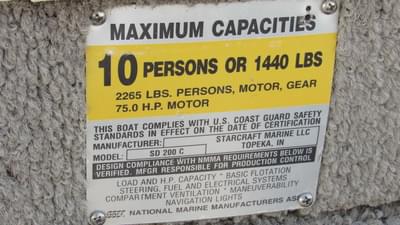 MAXIMUM CAPACITIES
10 PERSONS OR 1440 LBS
2265 LBS. PERSONS, MOTOR, GEAR
75.0 H.P. MOTOR
THIS BOAT COMPLIES WITH U.S. COAST GUARD SAFETY
STANDARDS IN EFFECT ON THE DATE OF CERTIFICATION
MANUFACTURER: STARCRAFT MARINE LLC
TOPEKA, IN
MODEL: SD 200 C
DESIGN COMPLIANCE WITH NMMA REQUIREMENTS BELOW IS
VERIFIED. MFGR RESPONSIBLE FOR PRODUCTION CONTROL
LOAD AND H.P. CAPACITY * BASIC FLOTATION
STEERING, FUEL AND ELECTRICAL SYSTEMS
COMPARTMENT VENTILATION * MANEUVERABILITY
NAVIGATION LIGHTS
NATIONAL MARINE MANUFACTURERS